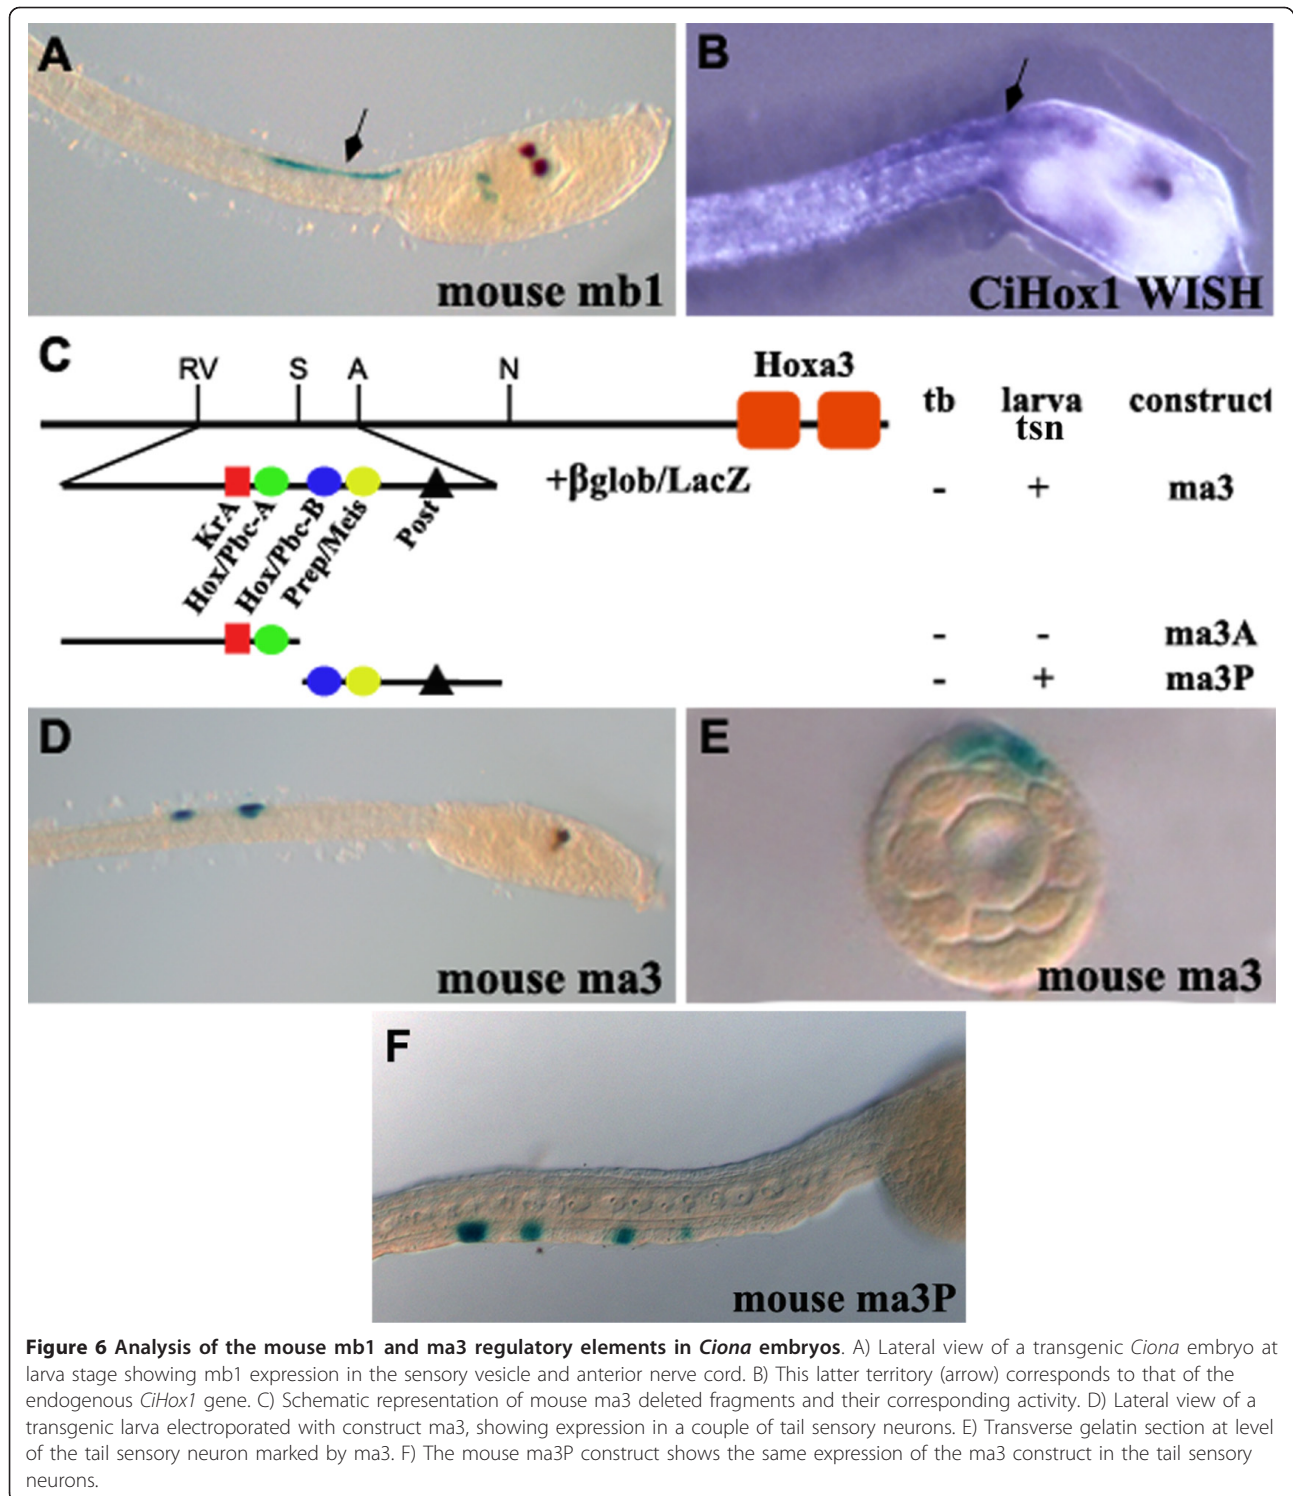 A
mouse mb1
B
CiHox1 WISH
C
RV S A N
Hoxa3
tb larva tsn construct
+βglob/LacZ
- + ma3
KrA
Hox/Pbc-A
Hox/Pbc-B
Prep/Meis
Post
- - ma3A
- + ma3P
D
mouse ma3
E
mouse ma3
F
mouse ma3P
Figure 6 Analysis of the mouse mb1 and ma3 regulatory elements in Ciona embryos. A) Lateral view of a transgenic Ciona embryo at
larva stage showing mb1 expression in the sensory vesicle and anterior nerve cord. B) This latter territory (arrow) corresponds to that of the
endogenous CiHox1 gene. C) Schematic representation of mouse ma3 deleted fragments and their corresponding activity. D) Lateral view of a
transgenic larva electroporated with construct ma3, showing expression in a couple of tail sensory neurons. E) Transverse gelatin section at level
of the tail sensory neuron marked by ma3. F) The mouse ma3P construct shows the same expression of the ma3 construct in the tail sensory
neurons.